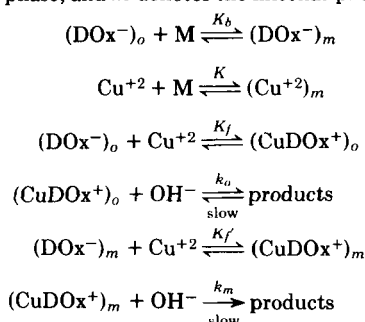 phase, and denotes the
(DOx⁻)ₒ + M ⇌ (DOx⁻)ₘ K_b
Cu⁺² + M ⇌ (Cu⁺²)ₘ K
(DOx⁻)ₒ + Cu⁺² ⇌ (CuDOx⁺)ₒ K_f
(CuDOx⁺)ₒ + OH⁻ ⇌ products kₒ slow
(DOx⁻)ₘ + Cu⁺² ⇌ (CuDOx⁺)ₘ K_f′
(CuDOx⁺)ₘ + OH⁻ → products kₘ slow